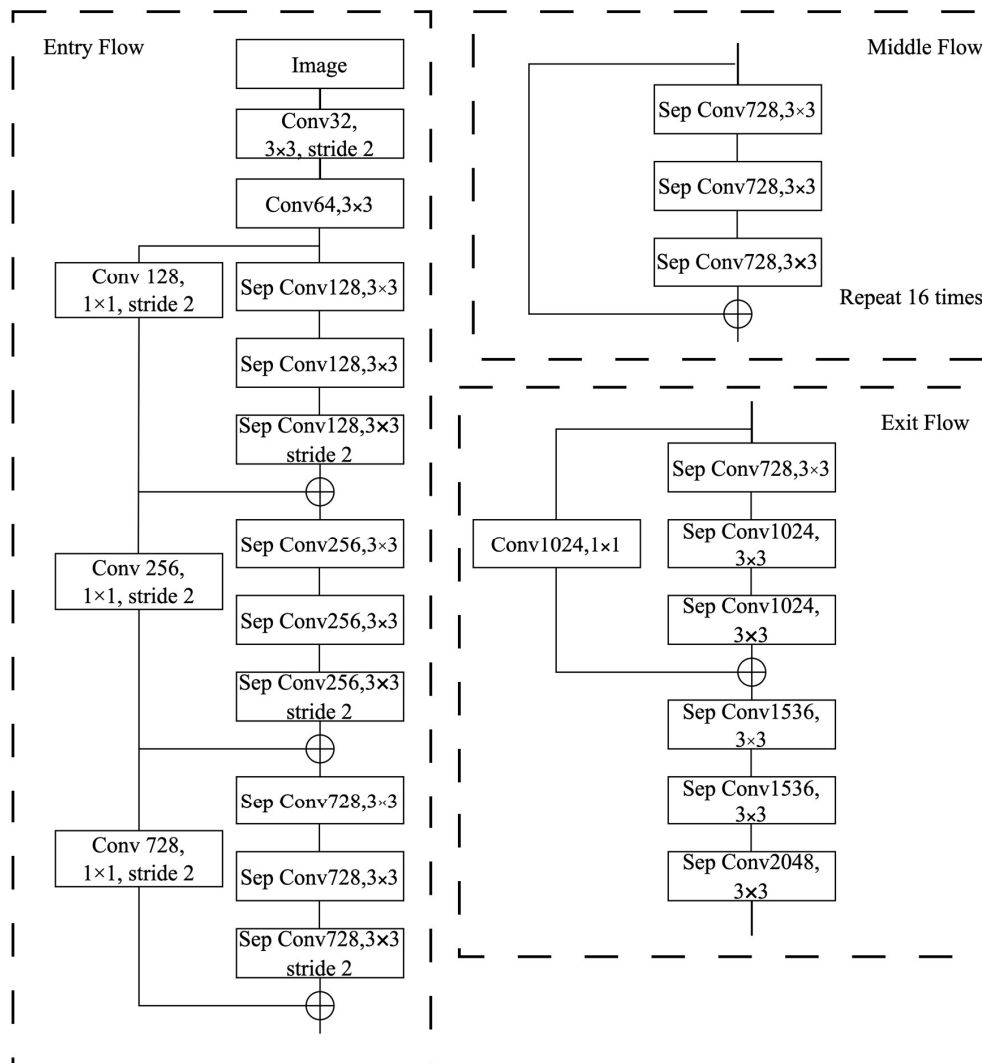 Entry Flow
Image
Conv32,
3×3, stride 2
Conv64,3×3
Conv 128,
1×1, stride 2
Sep Conv128,3×3
Sep Conv128,3×3
Sep Conv128,3×3
stride 2
Conv 256,
1×1, stride 2
Sep Conv256,3×3
Sep Conv256,3×3
Sep Conv256,3×3
stride 2
Conv 728,
1×1, stride 2
Sep Conv728,3×3
Sep Conv728,3×3
Sep Conv728,3×3
stride 2
Middle Flow
Sep Conv728,3×3
Sep Conv728,3×3
Sep Conv728,3×3
Repeat 16 times
Exit Flow
Sep Conv728,3×3
Conv1024,1×1
Sep Conv1024,
3×3
Sep Conv1024,
3×3
Sep Conv1536,
3×3
Sep Conv1536,
3×3
Sep Conv2048,
3×3